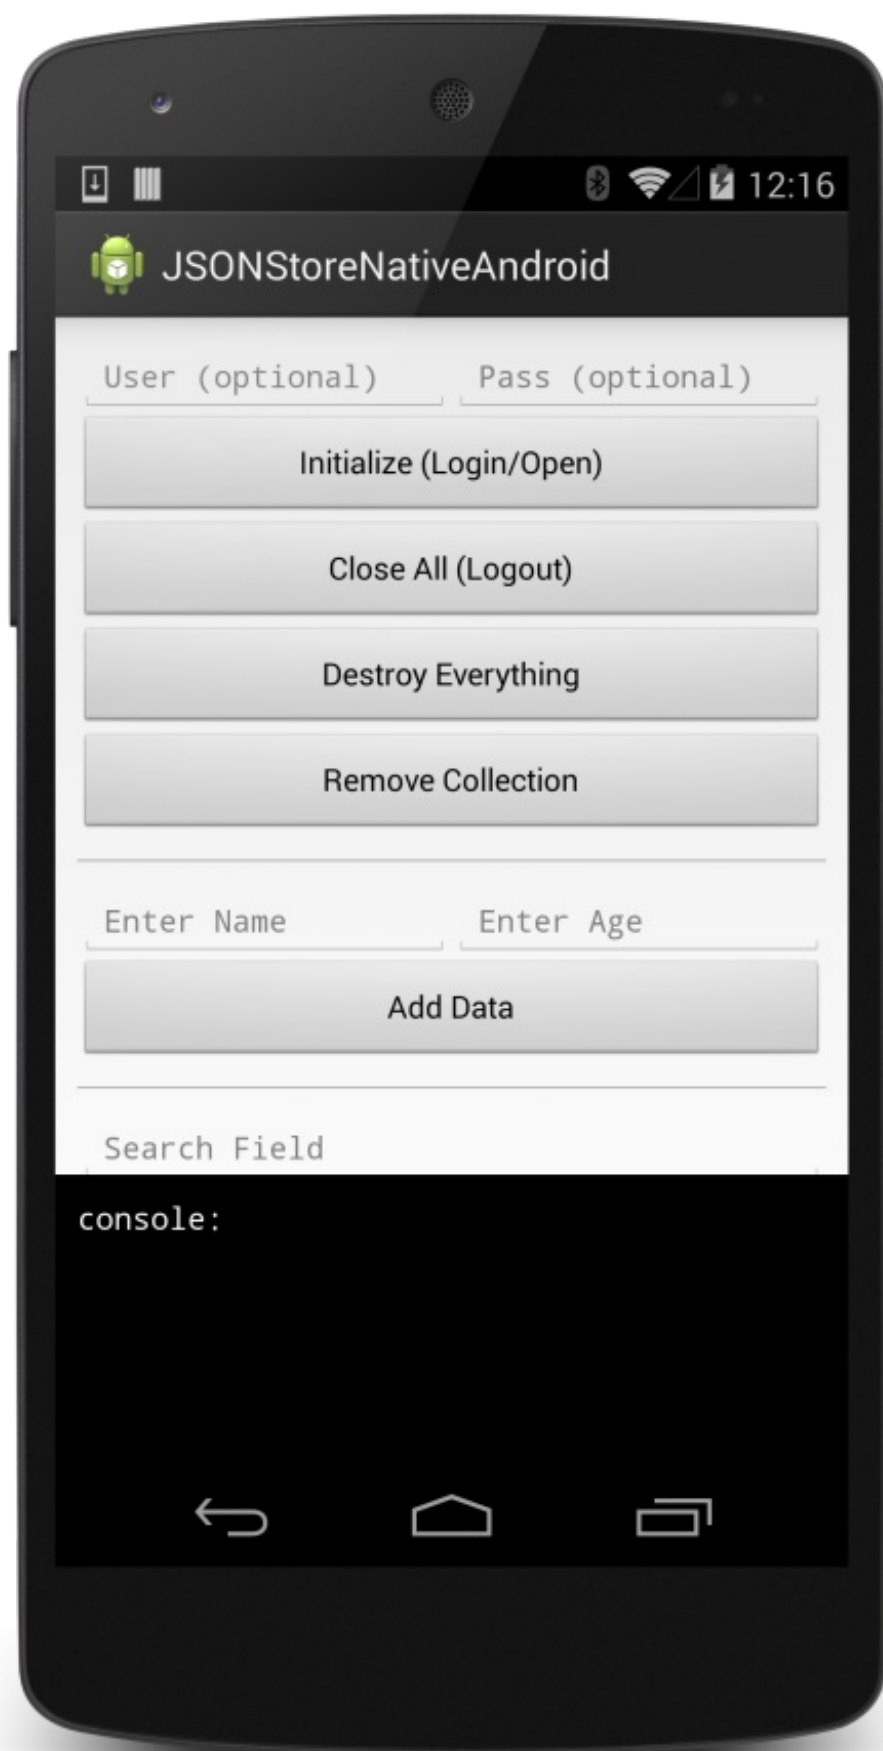 12:16
JSONStoreNativeAndroid
User (optional) Pass (optional)
Initialize (Login/Open)
Close All (Logout)
Destroy Everything
Remove Collection
Enter Name Enter Age
Add Data
Search Field
console: